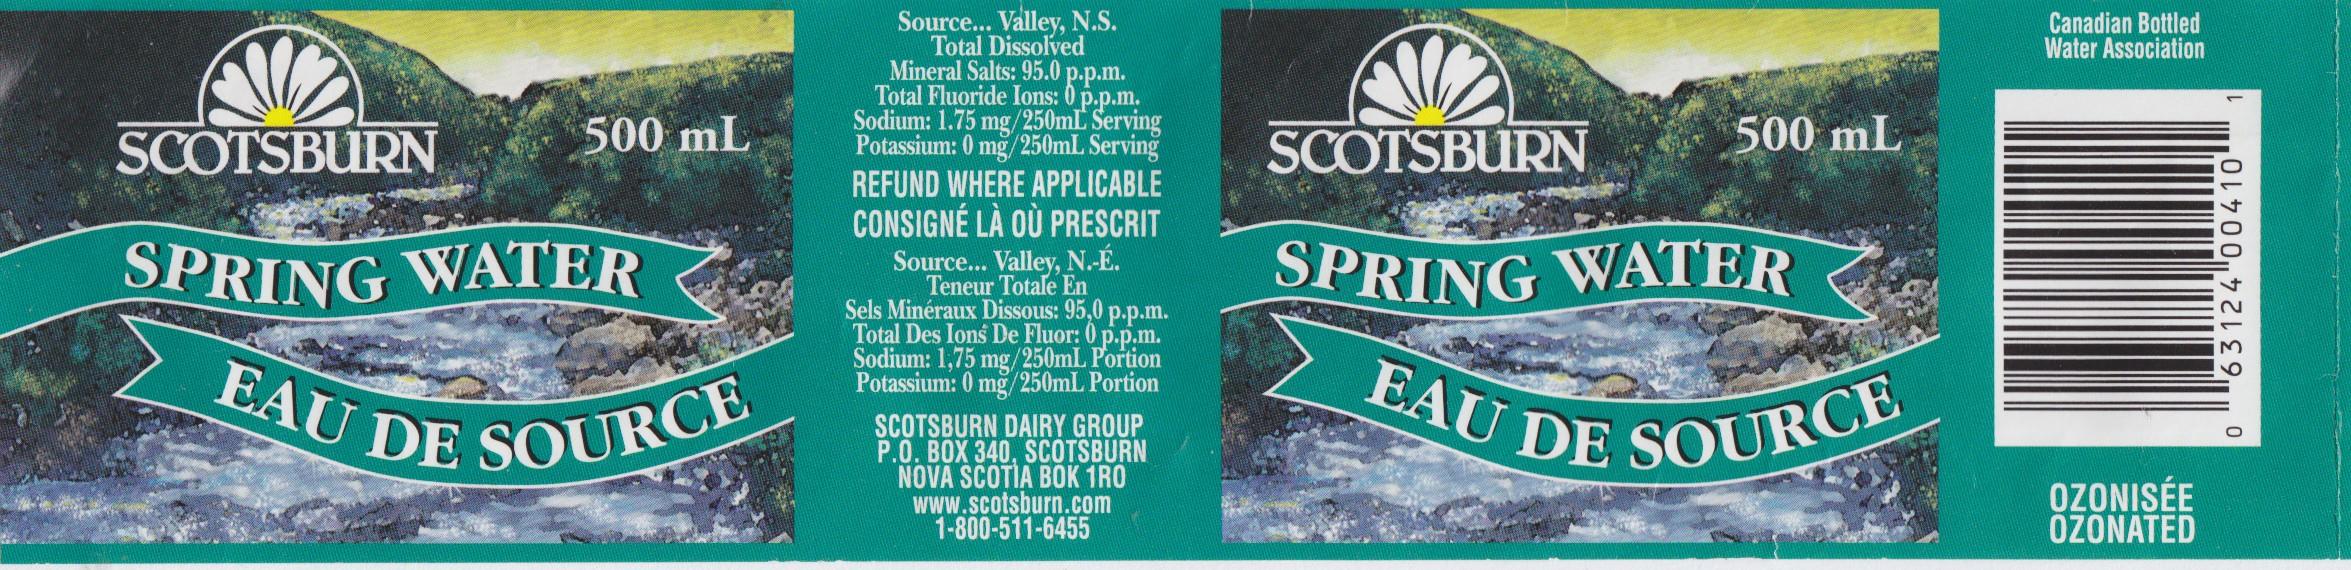 SCOTSBURN
500 mL
SPRING WATER
EAU DE SOURCE
Source... Valley, N.S.
Total Dissolved
Mineral Salts: 95.0 p.p.m.
Total Fluoride Ions: 0 p.p.m.
Sodium: 1.75 mg/250mL Serving
Potassium: 0 mg/250mL Serving
REFUND WHERE APPLICABLE
CONSIGNÉ LÀ OÙ PRESCRIT
Source... Valley, N.-É.
Teneur Totale En
Sels Minéraux Dissous: 95,0 p.p.m.
Total Des Ions De Fluor: 0 p.p.m.
Sodium: 1,75 mg/250mL Portion
Potassium: 0 mg/250mL Portion
SCOTSBURN DAIRY GROUP
P.O. BOX 340, SCOTSBURN
NOVA SCOTIA BOK 1RO
www.scotsburn.com
1-800-511-6455
SCOTSBURN
500 mL
SPRING WATER
EAU DE SOURCE
Canadian Bottled
Water Association
0 63124 00410 1
OZONISÉE
OZONATED